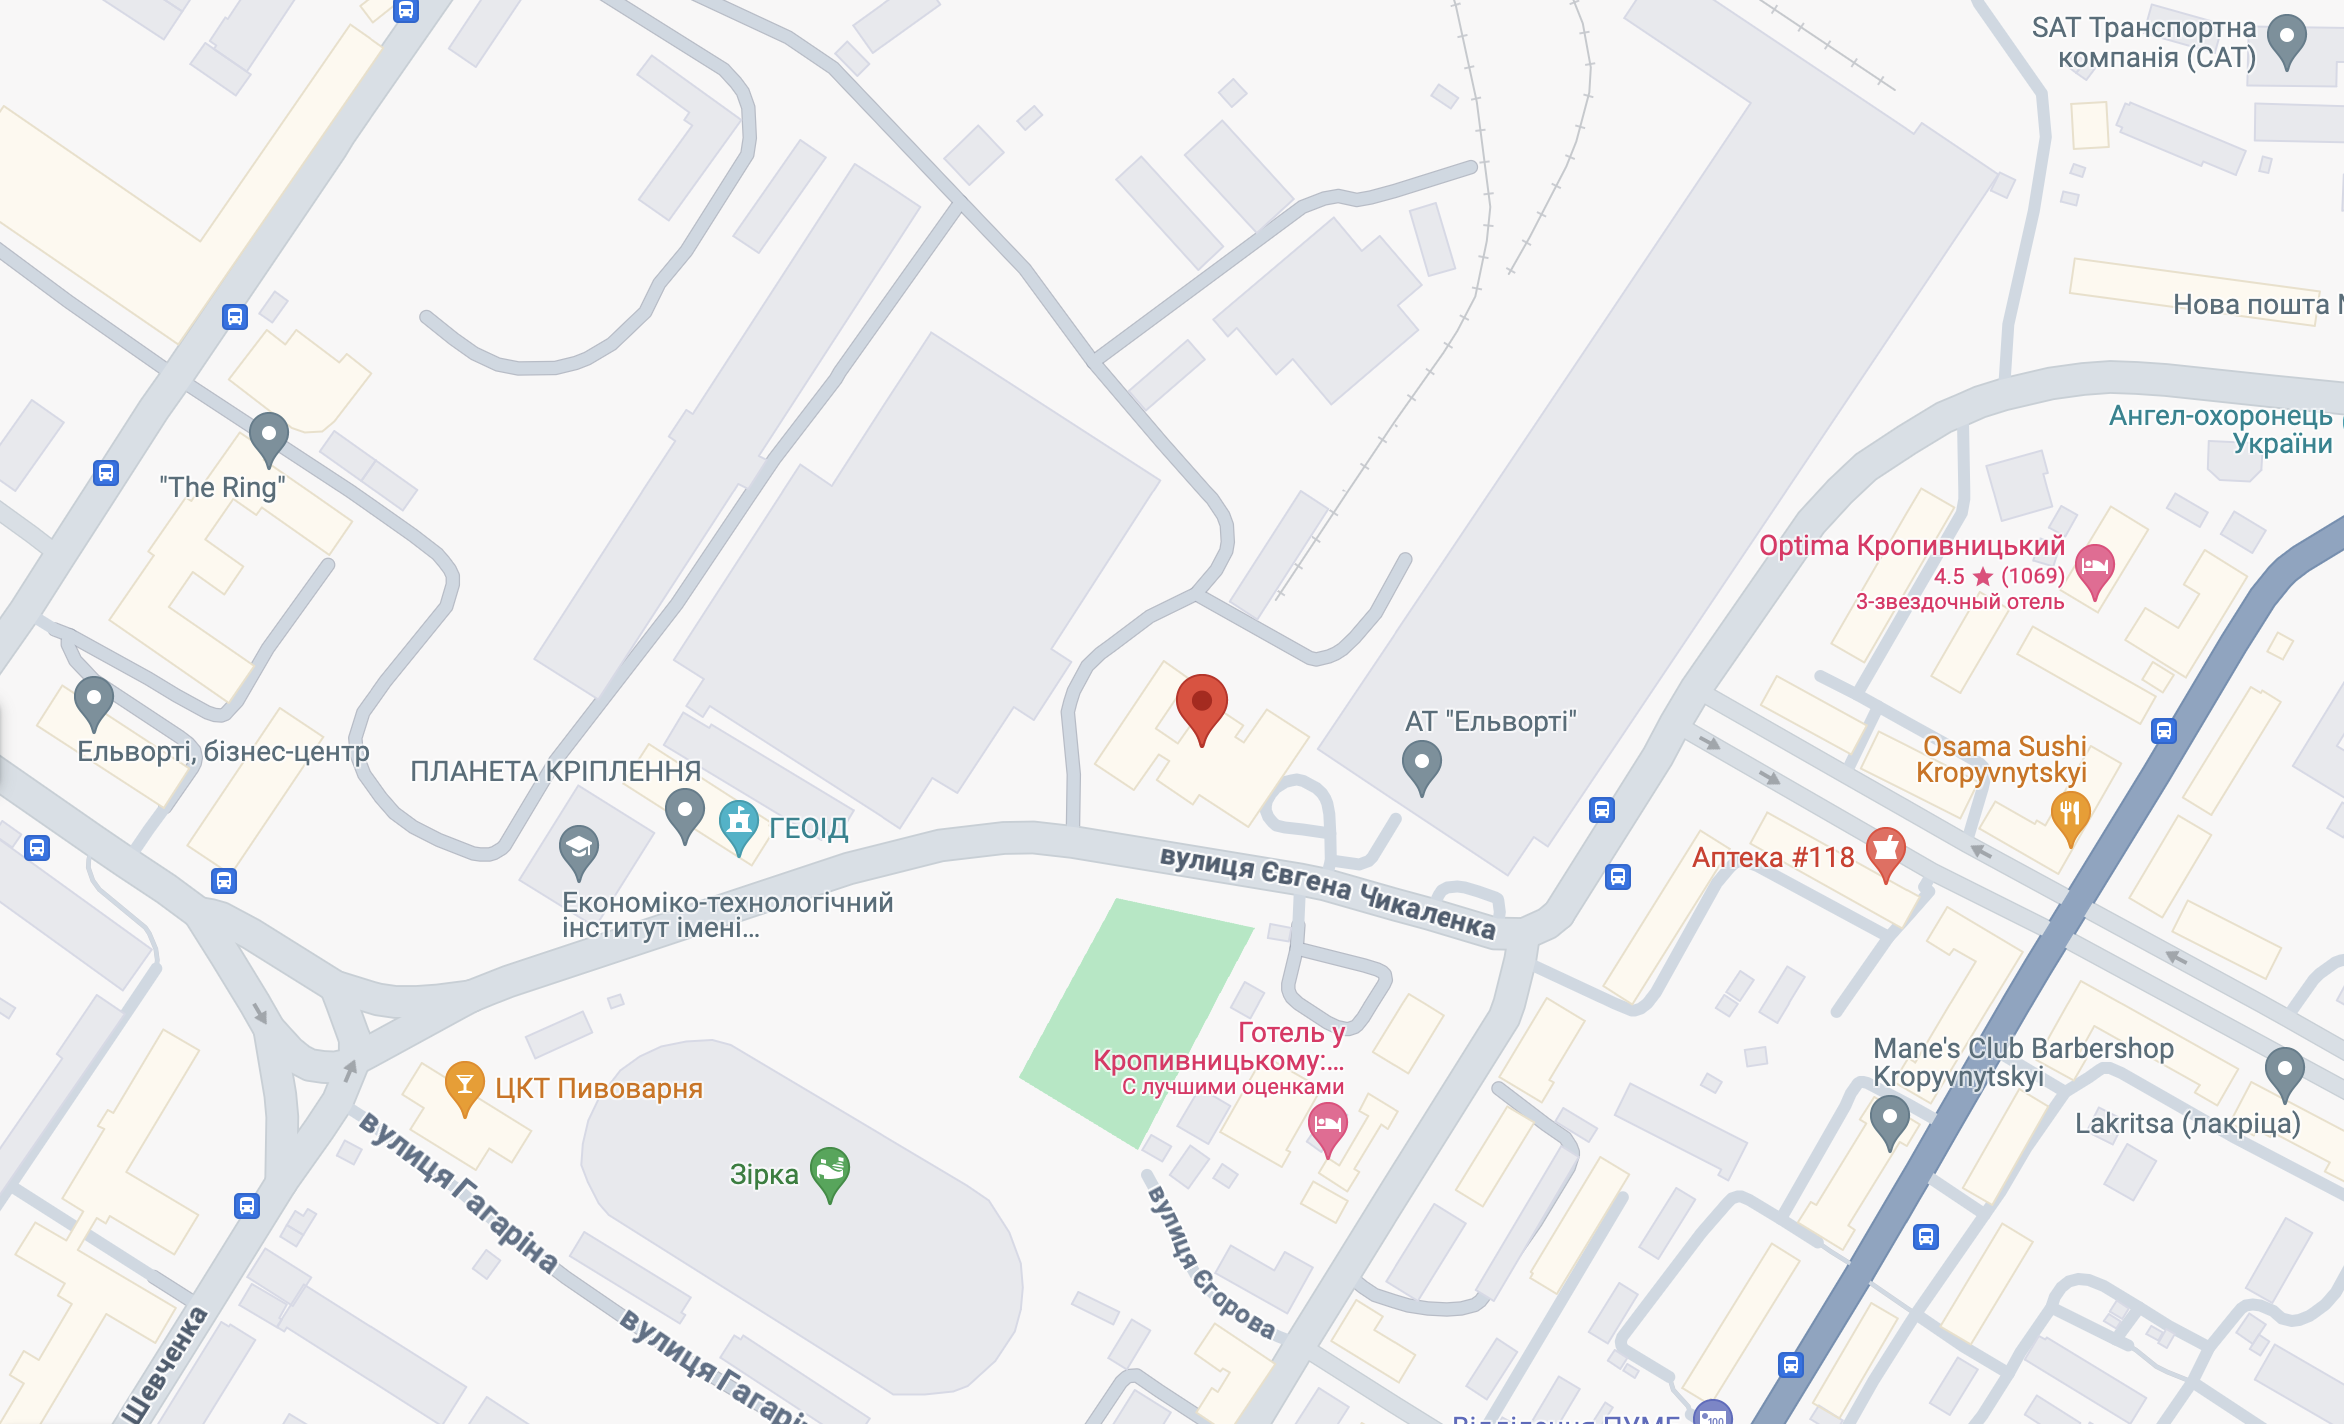 SAT Транспортна
компанія (САТ)
Нова пошта
Ангел-охоронець
України
"The Ring"
Optima Кропивницький
4.5 ★ (1069)
3-звездочный отель
АТ "Ельворті"
Ельворті, бізнес-центр
ПЛАНЕТА КРІПЛЕННЯ
Osama Sushi
Kropyvnytskyi
ГЕОІД
Аптека #118
вулиця Євгена Чикаленка
Економіко-технологічний
інститут імені...
Готель у
Кропивницькому:...
С лучшими оценками
Mane's Club Barbershop
Kropyvnytskyi
ЦКТ Пивоварня
Lakritsa (лакріца)
Зірка
вулиця Гагаріна
вулиця Єгорова
вулиця Гагарін
Шевченка
Відділення ПУМБ
100